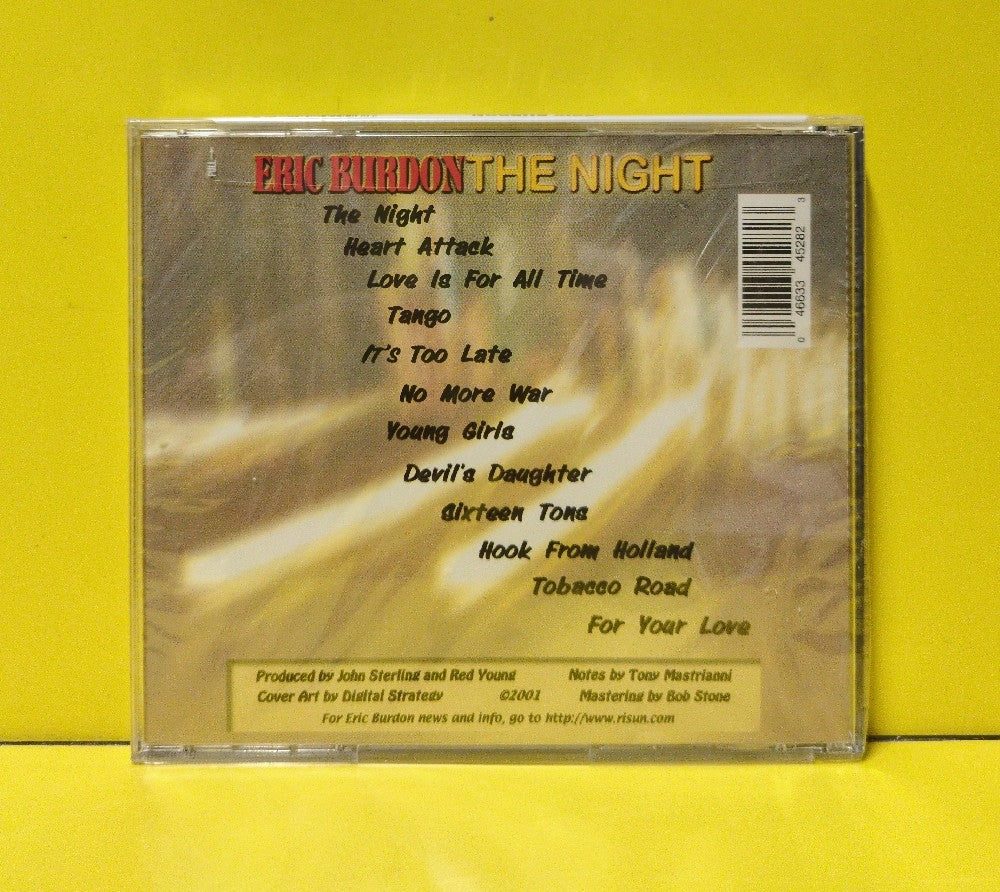 PULL
ERIC BURDON THE NIGHT
The Night
Heart Attack
Love Is For All Time
Tango
IT'S Too Late
No More War
Young Girls
Devil's Daughter
Sixteen Tons
Hook From Holland
Tobacco Road
For Your Love
0 46633 45282 3
Produced by John Sterling and Red Young Notes by Tony Mastrianni
Cover Art by Digital Strategy ©2001 Mastering by Bob Stone
For Eric Burdon news and info, go to http://www.risun.com